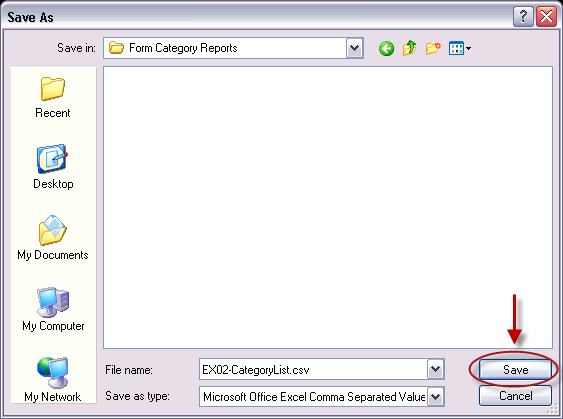 Save As
Save in: Form Category Reports
Recent
Desktop
My Documents
My Computer
My Network
File name: EX02-CategoryList.csv Save
Save as type: Microsoft Office Excel Comma Separated Value Cancel